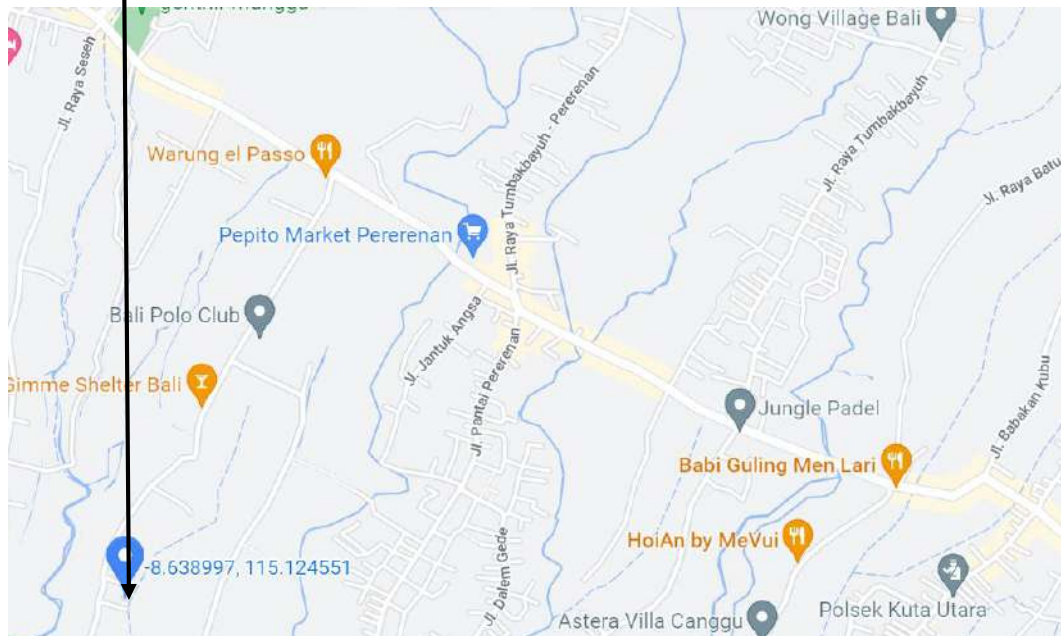 Wong Village Bali
Jl. Raya Seseh
Warung el Passo
Jl. Raya Tumbakbayuh - Pererenan
Jl. Raya Tumbakbayuh
Jl. Raya Batu
Pepito Market Pererenan
Bali Polo Club
Jl. Jantuk Angsa
Jl. Pantai Pererenan
Gimme Shelter Bali
Jungle Padel
Jl. Babakan Kubu
Babi Guling Men Lari
-8.638997, 115.124551
HoiAn by MeVui
Jl. Dalem Gede
Astera Villa Canggu
Polsek Kuta Utara